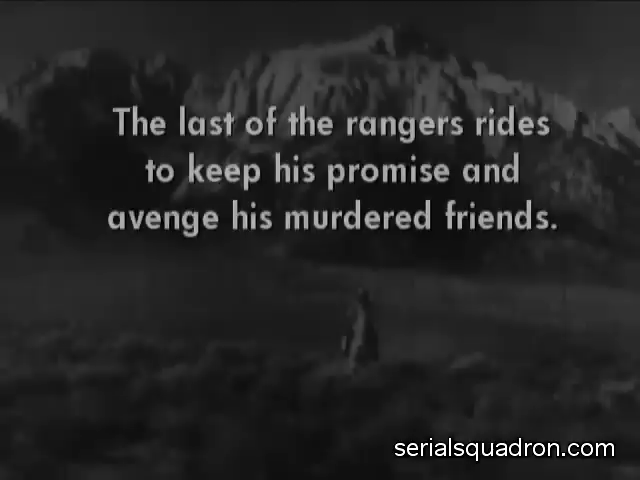 The last of the rangers rides
to keep his promise and
avenge his murdered friends.
serialsquadron.com